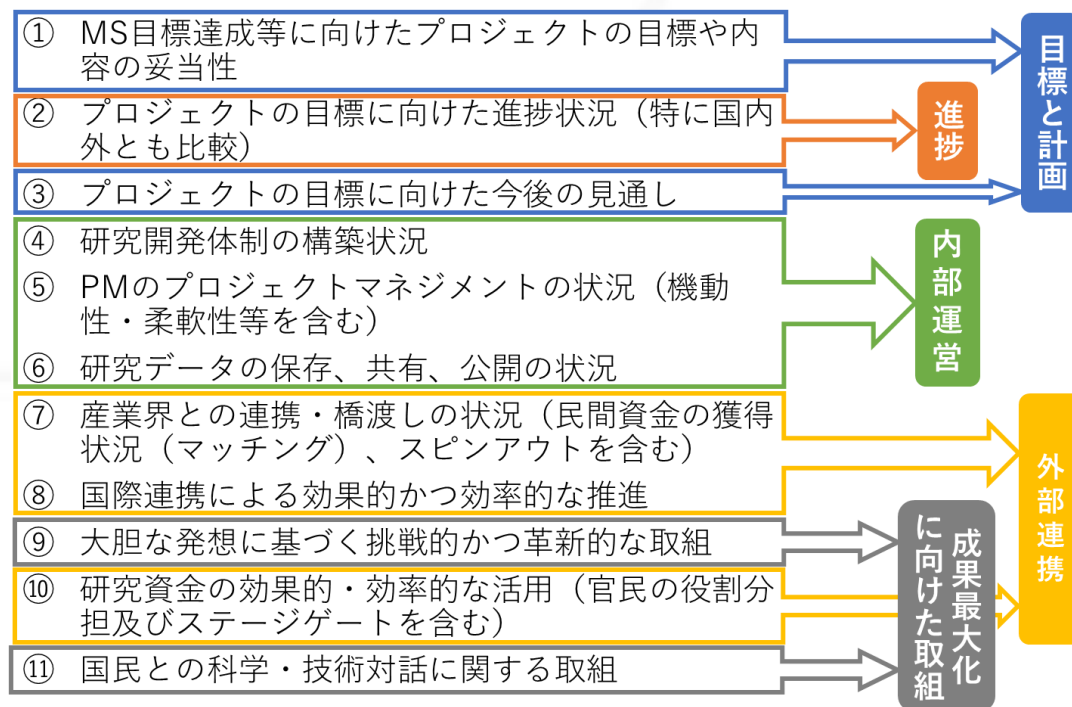 ① MS目標達成等に向けたプロジェクトの目標や内
容の妥当性
② プロジェクトの目標に向けた進捗状況（特に国内
外とも比較）
③ プロジェクトの目標に向けた今後の見通し
④ 研究開発体制の構築状況
⑤ PMのプロジェクトマネジメントの状況（機動
性・柔軟性等を含む）
⑥ 研究データの保存、共有、公開の状況
⑦ 産業界との連携・橋渡しの状況（民間資金の獲得
状況（マッチング）、スピンアウトを含む）
⑧ 国際連携による効果的かつ効率的な推進
⑨ 大胆な発想に基づく挑戦的かつ革新的な取組
⑩ 研究資金の効果的・効率的な活用（官民の役割分
担及びステージゲートを含む）
⑪ 国民との科学・技術対話に関する取組
目標と計画
進捗
内部運営
外部連携
成果最大化
に向けた取組